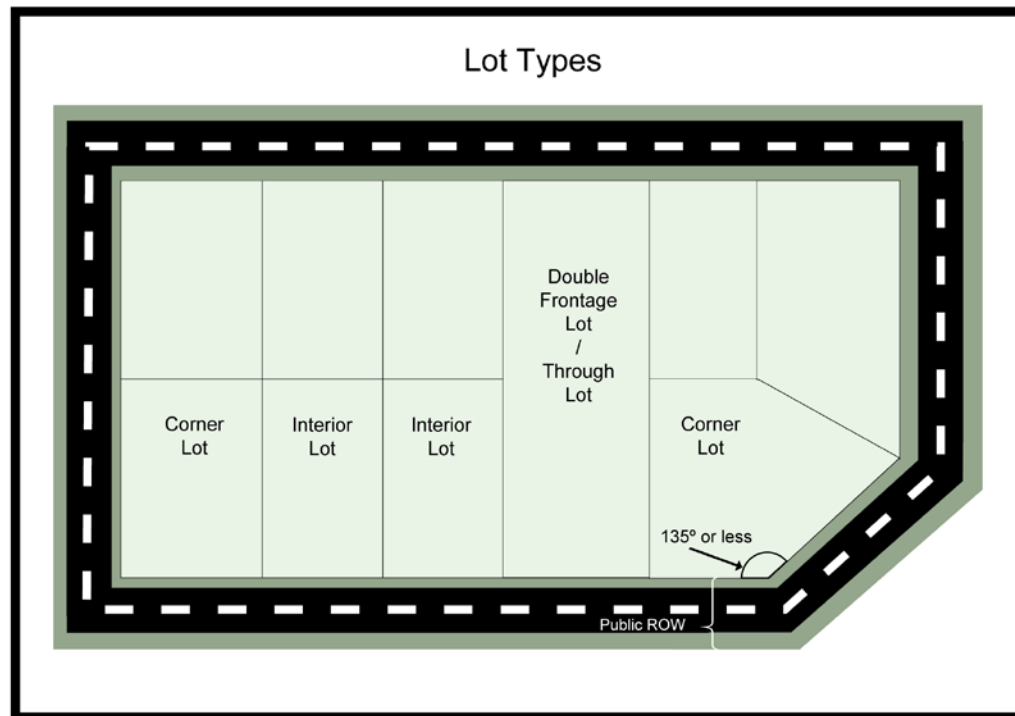 Lot Types
Double
Frontage
Lot
/
Through
Lot
Corner
Lot
Interior
Lot
Interior
Lot
Corner
Lot
135º or less
Public ROW